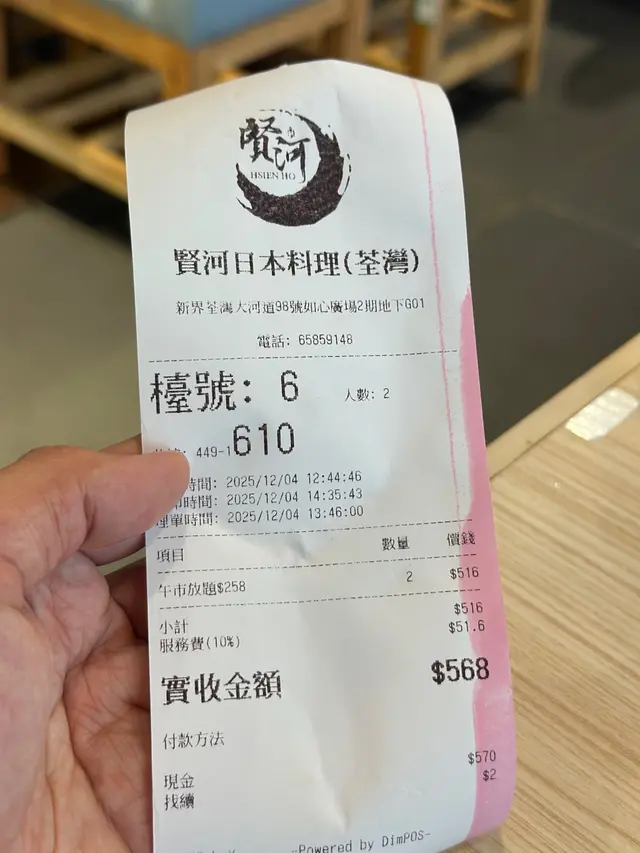 賢河
HSIEN HO
賢河日本料理(荃灣)
新界荃灣大河道98號如心廣場2期地下G01
電話: 65859148
檯號: 6 人數: 2
: 449-1610
時間: 2025/12/04 12:44:46
時間: 2025/12/04 14:35:43
埋單時間: 2025/12/04 13:46:00
項目 數量 價錢
午市放題$258 2 $516
小計 $516
服務費(10%) $51.6
實收金額 $568
付款方法
現金 $570
找續 $2
-Powered by DimPOS-